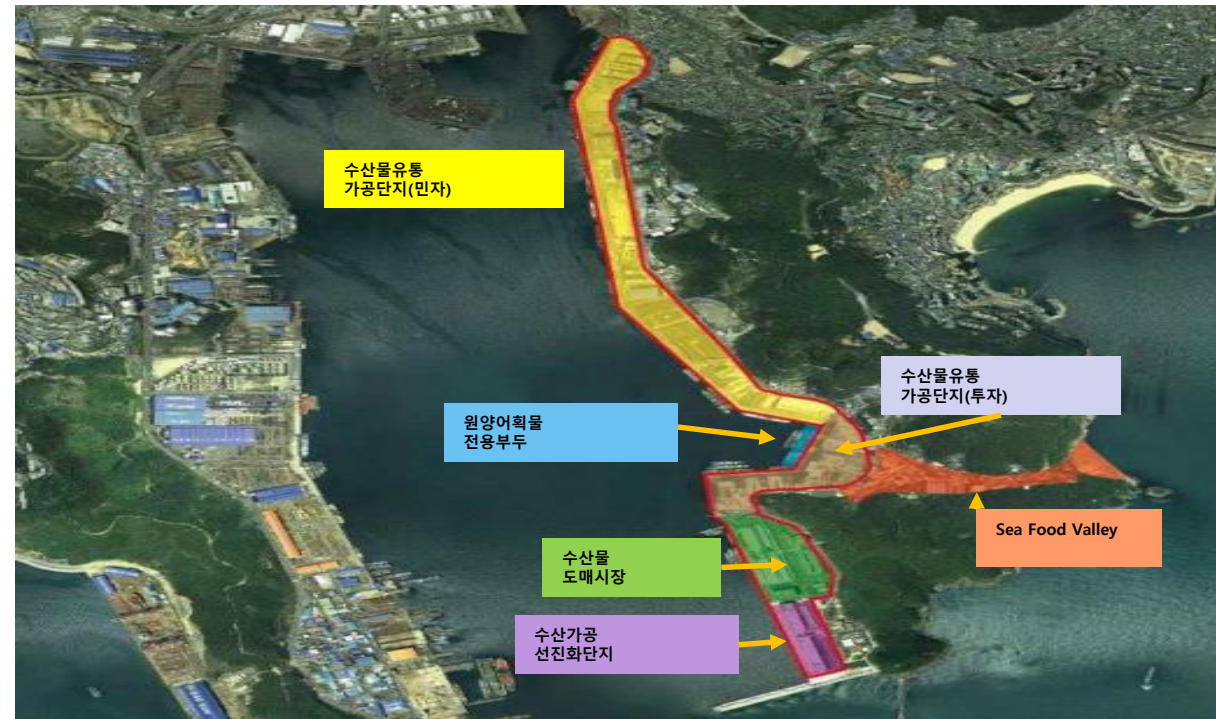 수산물유통
가공단지(민자)
수산물유통
가공단지(투자)
원양어획물
전용부두
Sea Food Valley
수산물
도매시장
수산가공
선진화단지